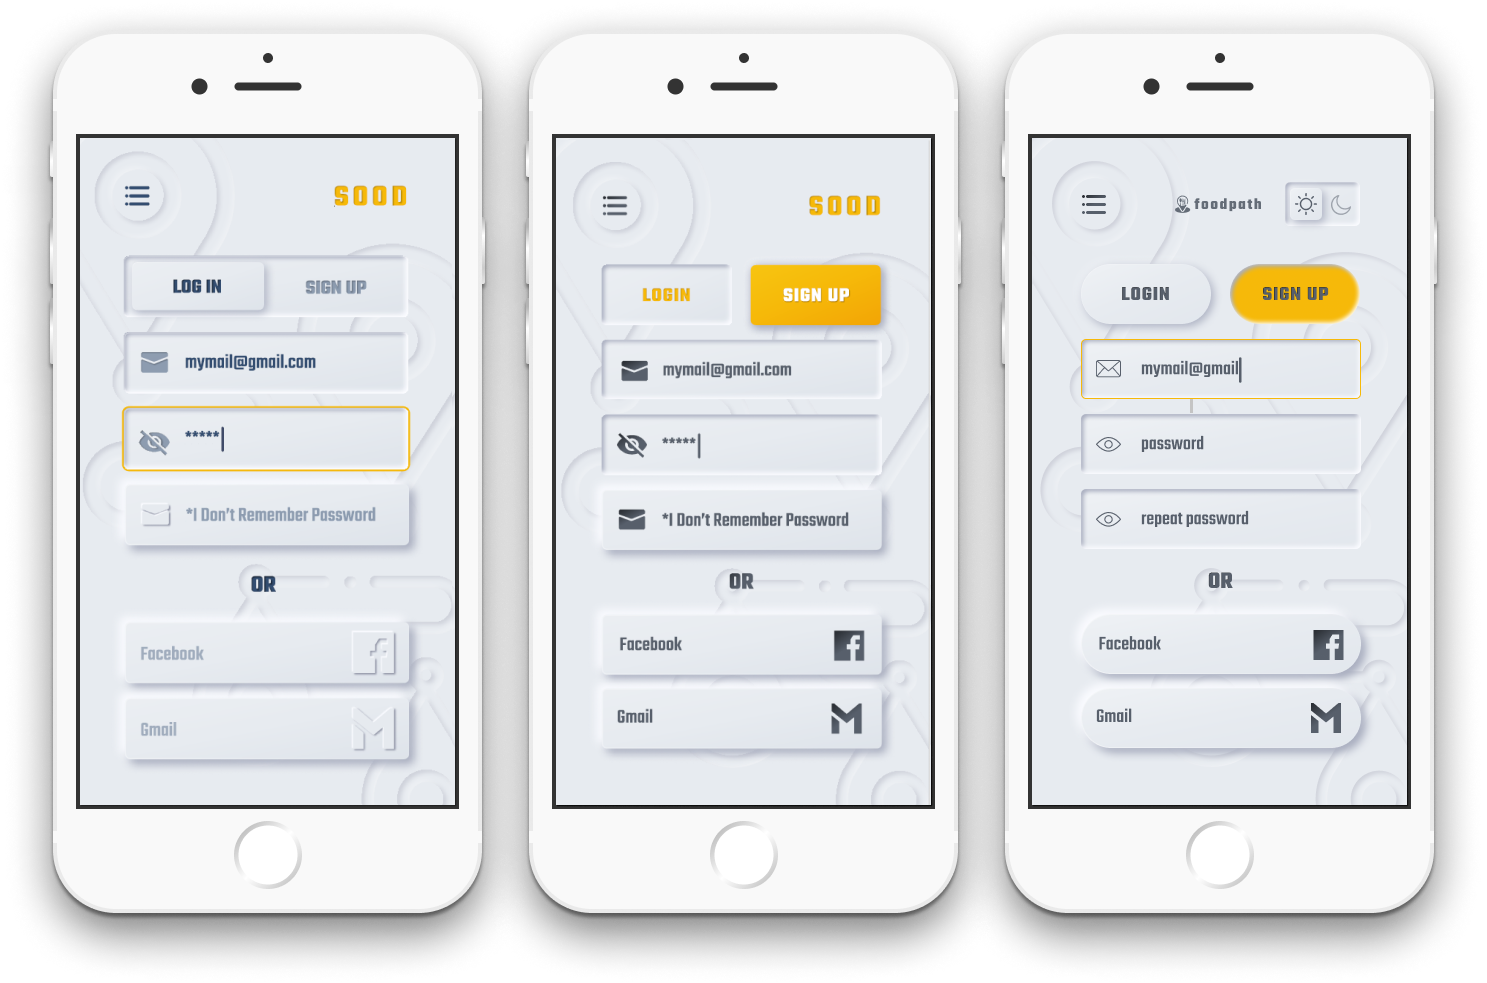 SOOD
LOG IN
SIGN UP
mymail@gmail.com
*****
*I Don't Remember Password
OR
Facebook
Gmail
SOOD
LOGIN
SIGN UP
mymail@gmail.com
*****
*I Don't Remember Password
OR
Facebook
Gmail
foodpath
LOGIN
SIGN UP
mymail@gmail
password
repeat password
OR
Facebook
Gmail